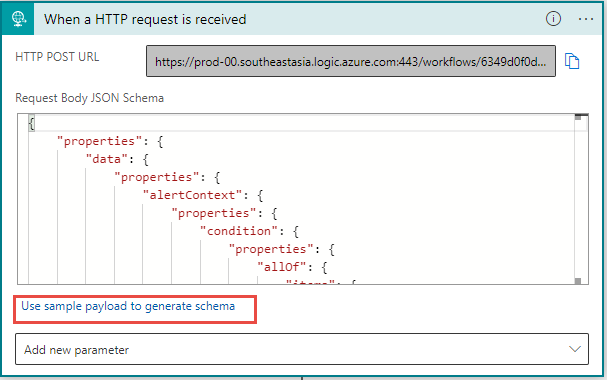 When a HTTP request is received
HTTP POST URL
https://prod-00.southeastasia.logic.azure.com:443/workflows/6349d0f0d...
Request Body JSON Schema
{
"properties": {
"data": {
"properties": {
"alertContext": {
"properties": {
"condition": {
"properties": {
"allOf": {
"items": {
Use sample payload to generate schema
Add new parameter